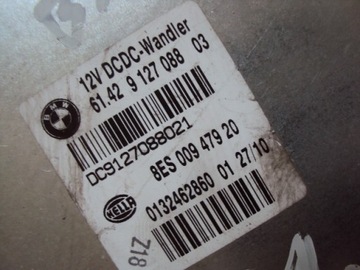 BMW
12V DCDC-Wandler
61.42 9 127 088 03
DC9127088021
8ES 009 479 20
HELLA
0132462860 01 27/10
Z18